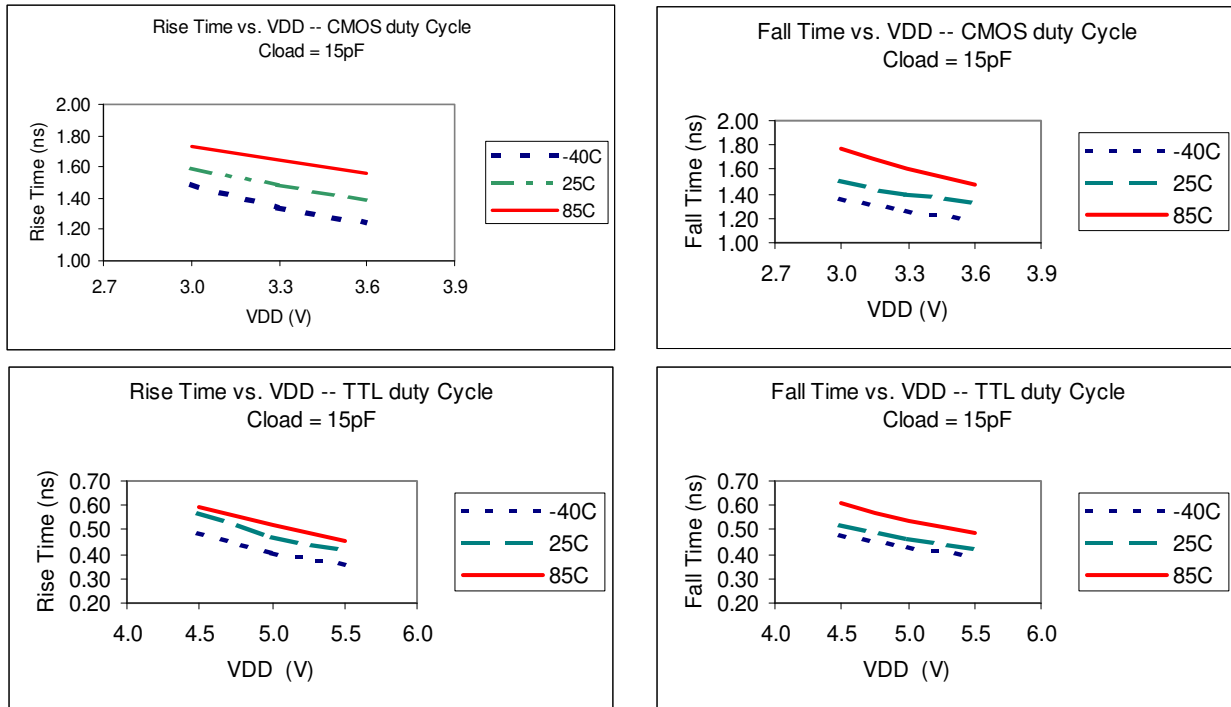 Rise Time vs. VDD -- CMOS duty Cycle
Cload = 15pF
Rise Time (ns)
2.00
1.80
1.60
1.40
1.20
1.00
2.7 3.0 3.3 3.6 3.9
VDD (V)
-40C
25C
85C
Fall Time vs. VDD -- CMOS duty Cycle
Cload = 15pF
Fall Time (ns)
2.00
1.80
1.60
1.40
1.20
1.00
2.7 3.0 3.3 3.6 3.9
VDD (V)
-40C
25C
85C
Rise Time vs. VDD -- TTL duty Cycle
Cload = 15pF
Rise Time (ns)
0.70
0.60
0.50
0.40
0.30
0.20
4.0 4.5 5.0 5.5 6.0
VDD (V)
-40C
25C
85C
Fall Time vs. VDD -- TTL duty Cycle
Cload = 15pF
Fall Time (ns)
0.70
0.60
0.50
0.40
0.30
0.20
4.0 4.5 5.0 5.5 6.0
VDD (V)
-40C
25C
85C